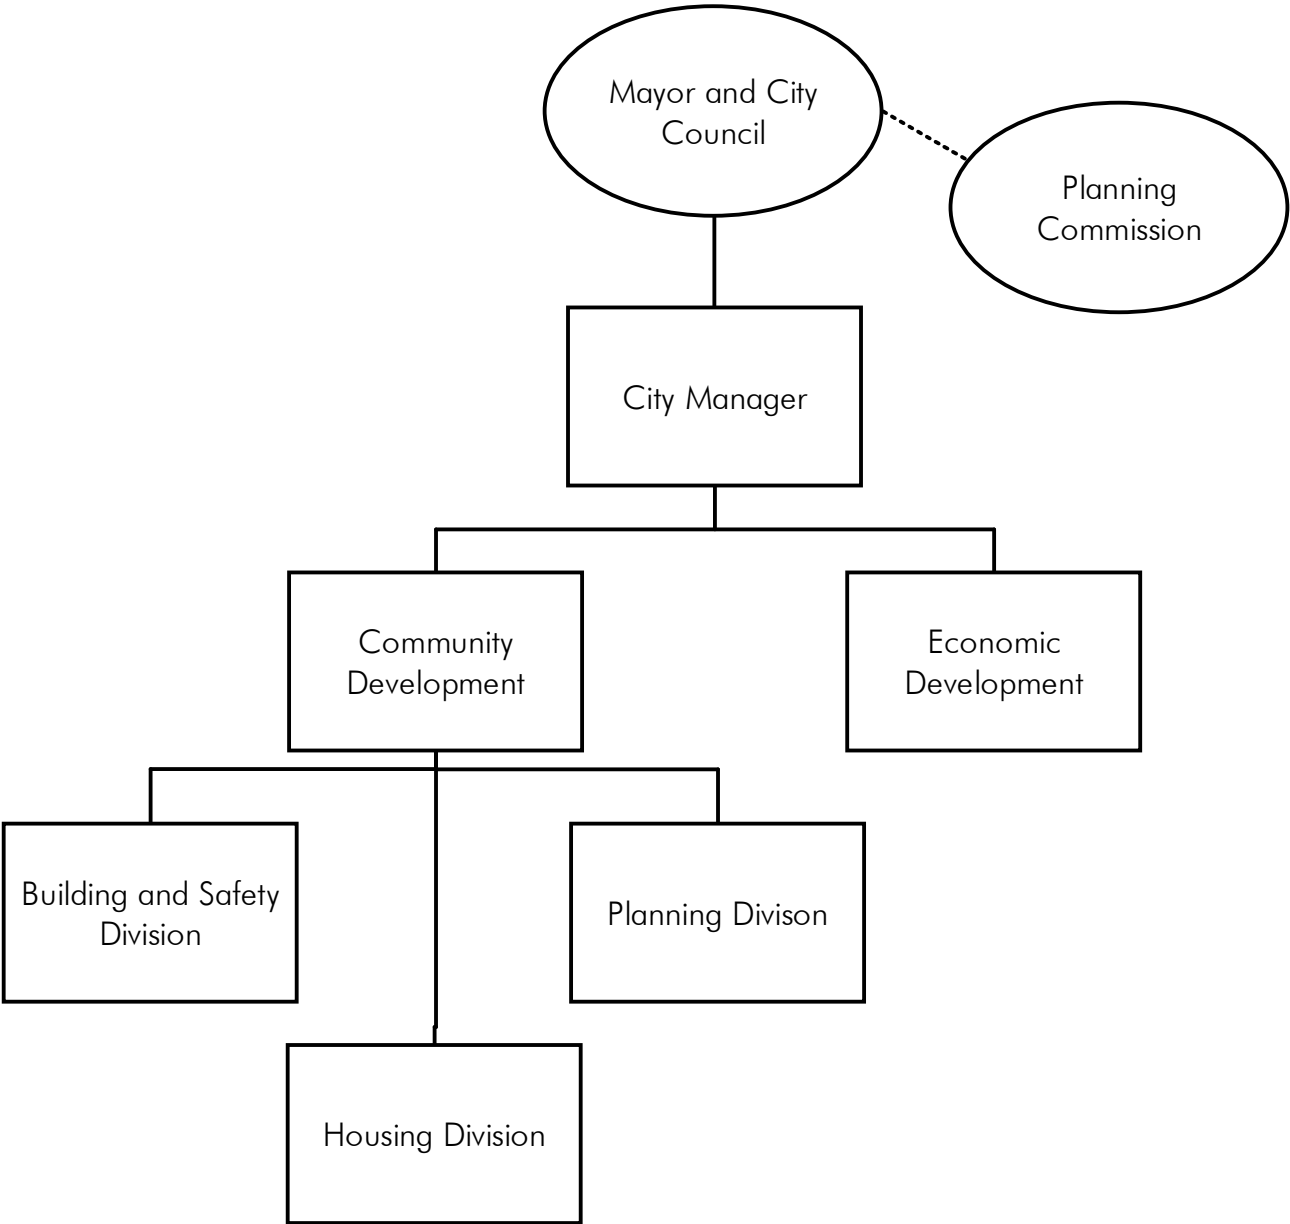 Mayor and City
Council
Planning
Commission
City Manager
Community
Development
Economic
Development
Building and Safety
Division
Planning Divison
Housing Division